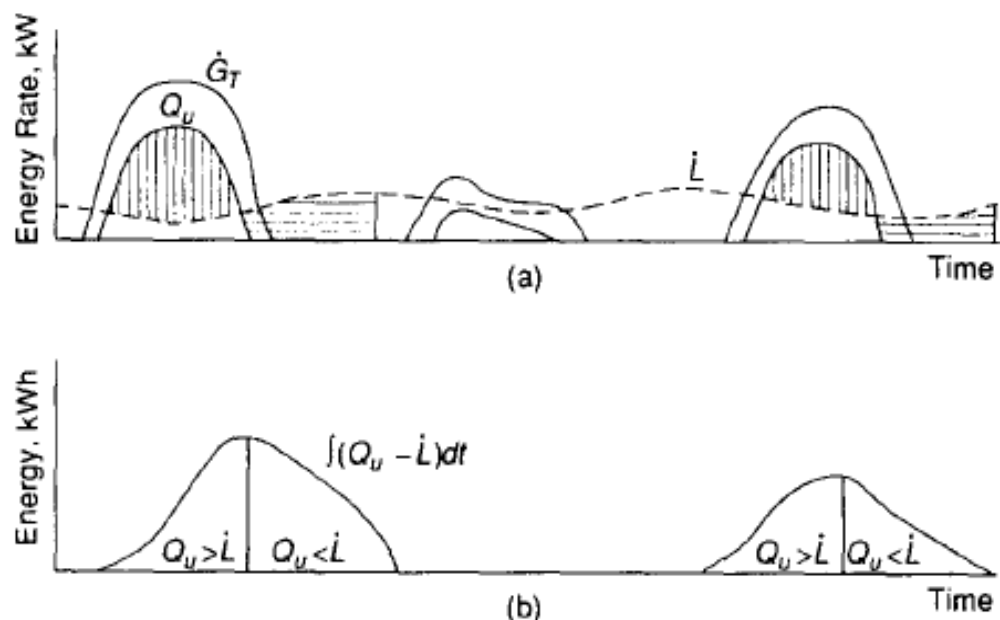 Energy Rate, kW
Ġ_T
Q_u
L̇
Time
(a)
Energy, kWh
∫(Q_u − L̇)dt
Q_u > L̇
Q_u < L̇
Q_u > L̇
Q_u < L̇
Time
(b)